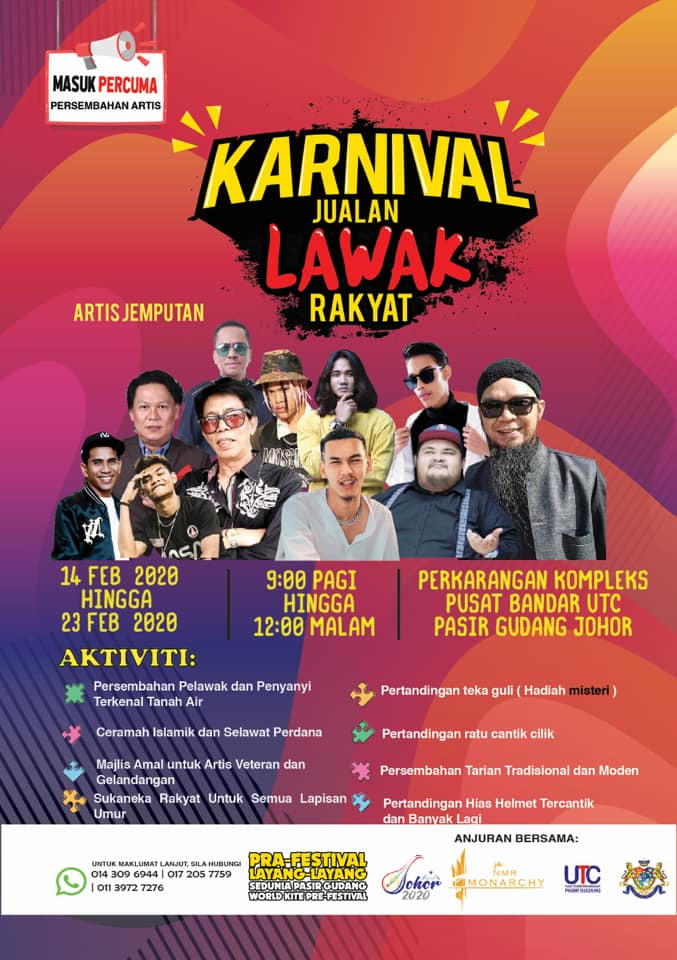 MASUK PERCUMA
PERSEMBAHAN ARTIS
KARNIVAL
JUALAN
LAWAK
RAKYAT
ARTIS JEMPUTAN
14 FEB 2020
HINGGA
23 FEB 2020
9:00 PAGI
HINGGA
12:00 MALAM
PERKARANGAN KOMPLEKS
PUSAT BANDAR UTC
PASIR GUDANG JOHOR
AKTIVITI:
Persembahan Pelawak dan Penyanyi
Terkenal Tanah Air
Ceramah Islamik dan Selawat Perdana
Majlis Amal untuk Artis Veteran dan
Gelandangan
Sukaneka Rakyat Untuk Semua Lapisan
Umur
Pertandingan teka guli ( Hadiah misteri )
Pertandingan ratu cantik cilik
Persembahan Tarian Tradisional dan Moden
Pertandingan Hias Helmet Tercantik
dan Banyak Lagi
ANJURAN BERSAMA:
UNTUK MAKLUMAT LANJUT, SILA HUBUNGI
014 309 6944 | 017 205 7759
| 011 3972 7276
PRA-FESTIVAL
LAYANG-LAYANG
SEDUNIA PASIR GUDANG
WORLD KITE PRE-FESTIVAL
Johor
2020
the
NMR
MONARCHY
UTC
PASIR GUDANG